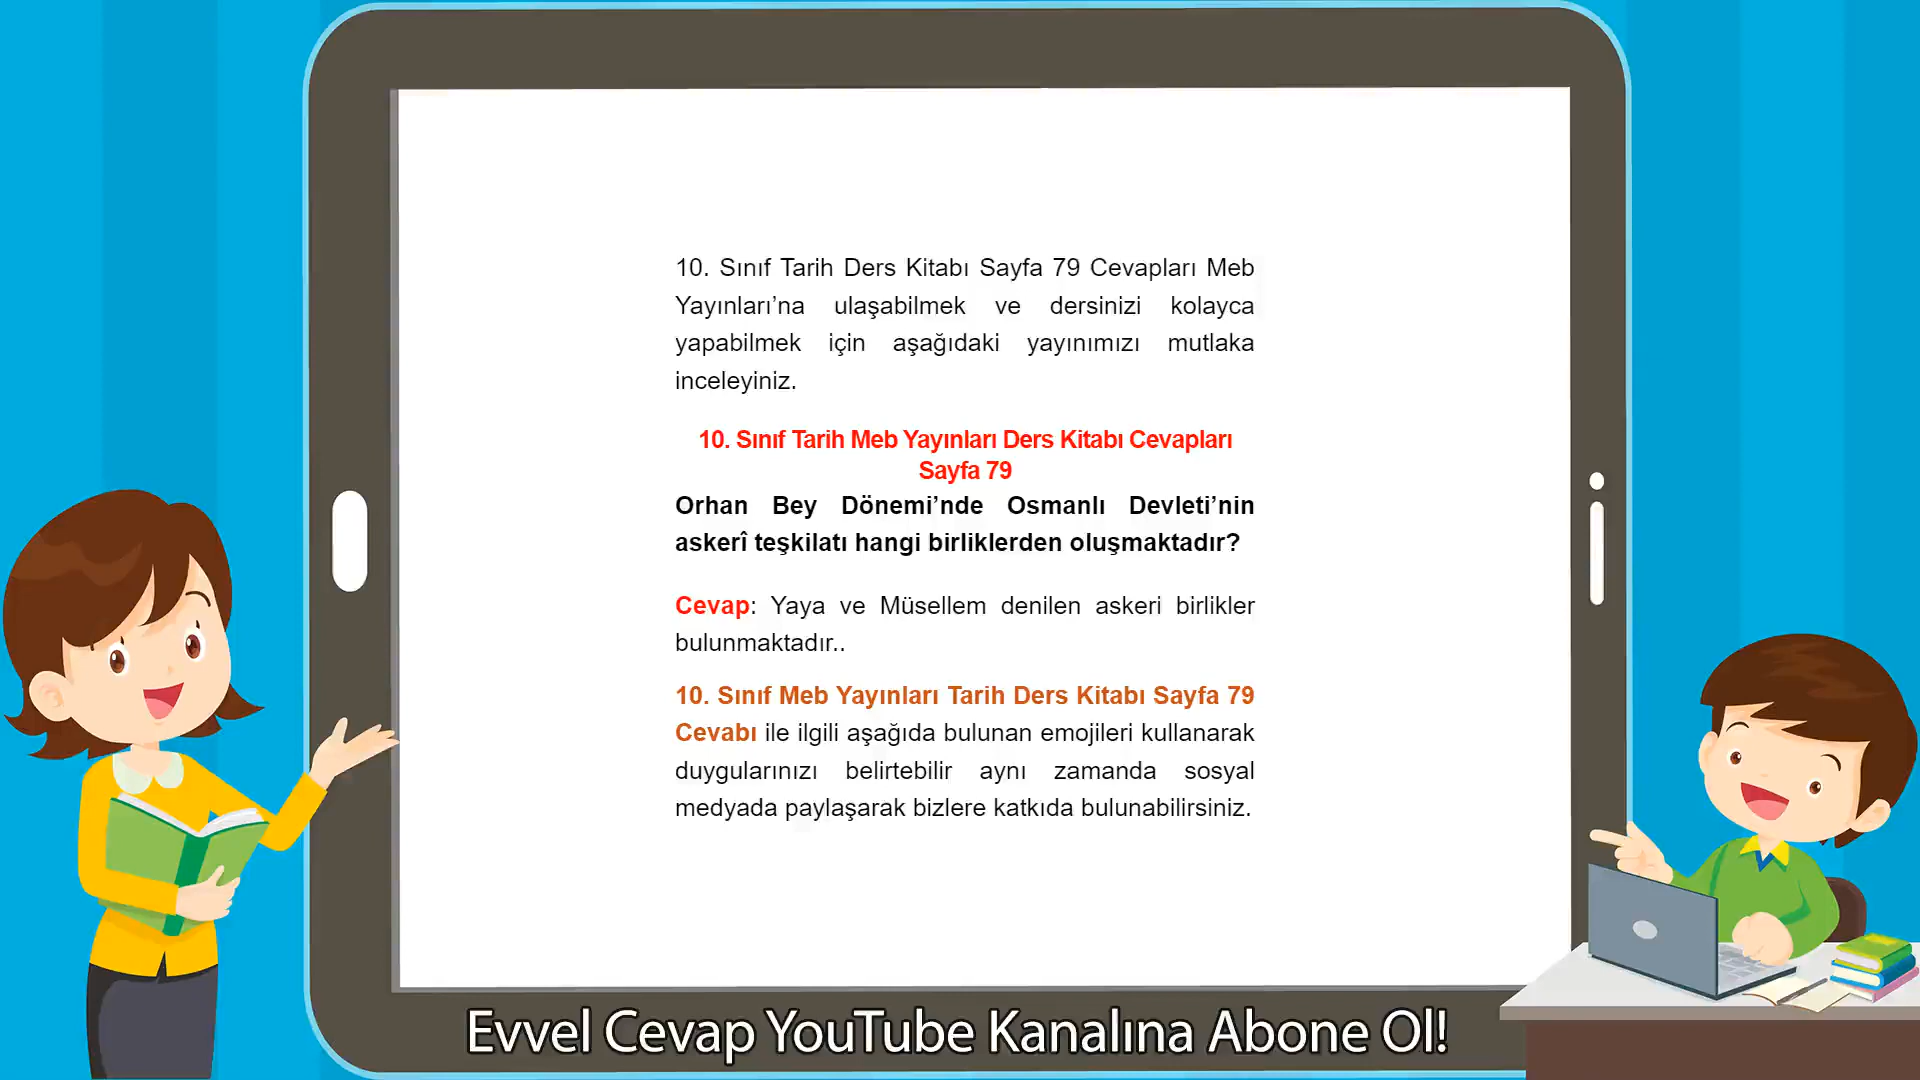 10. Sınıf Tarih Ders Kitabı Sayfa 79 Cevapları Meb
Yayınları’na ulaşabilmek ve dersinizi kolayca
yapabilmek için aşağıdaki yayınımızı mutlaka
inceleyiniz.
10. Sınıf Tarih Meb Yayınları Ders Kitabı Cevapları
Sayfa 79
Orhan Bey Dönemi’nde Osmanlı Devleti’nin
askerî teşkilatı hangi birliklerden oluşmaktadır?
Cevap: Yaya ve Müsellem denilen askeri birlikler
bulunmaktadır..
10. Sınıf Meb Yayınları Tarih Ders Kitabı Sayfa 79
Cevabı ile ilgili aşağıda bulunan emojileri kullanarak
duygularınızı belirtebilir aynı zamanda sosyal
medyada paylaşarak bizlere katkıda bulunabilirsiniz.
Evvel Cevap YouTube Kanalına Abone Ol!